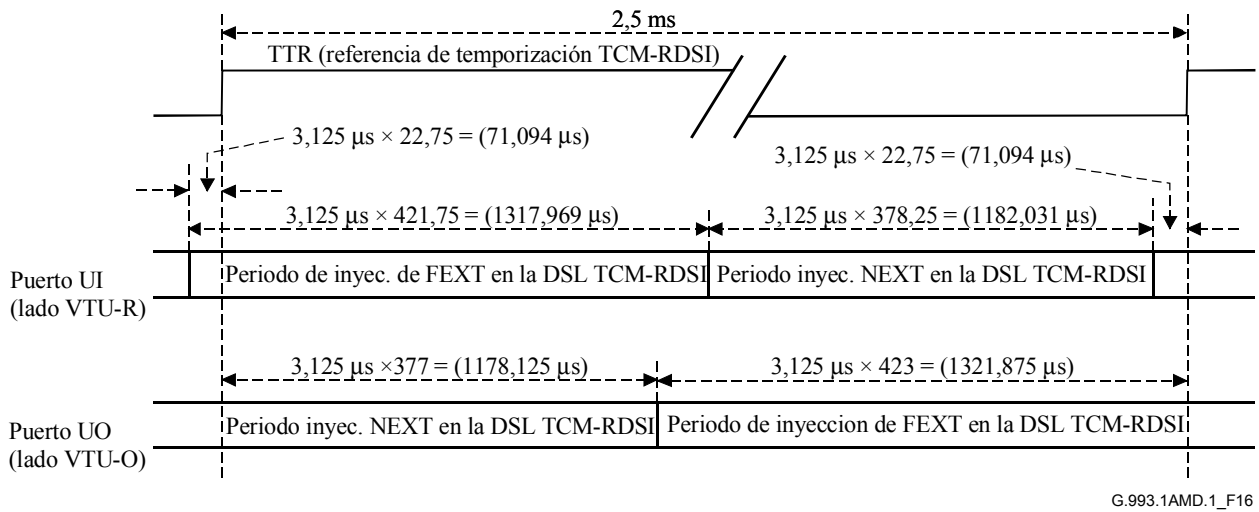 2,5 ms
TTR (referencia de temporización TCM-RDSI)
3,125 µs × 22,75 = (71,094 µs)
3,125 µs × 22,75 = (71,094 µs)
3,125 µs × 421,75 = (1317,969 µs)
3,125 µs × 378,25 = (1182,031 µs)
Puerto UI
(lado VTU-R)
Periodo de inyec. de FEXT en la DSL TCM-RDSI
Periodo inyec. NEXT en la DSL TCM-RDSI
3,125 µs ×377 = (1178,125 µs)
3,125 µs × 423 = (1321,875 µs)
Puerto UO
(lado VTU-O)
Periodo inyec. NEXT en la DSL TCM-RDSI
Periodo de inyeccion de FEXT en la DSL TCM-RDSI
G.993.1AMD.1_F16